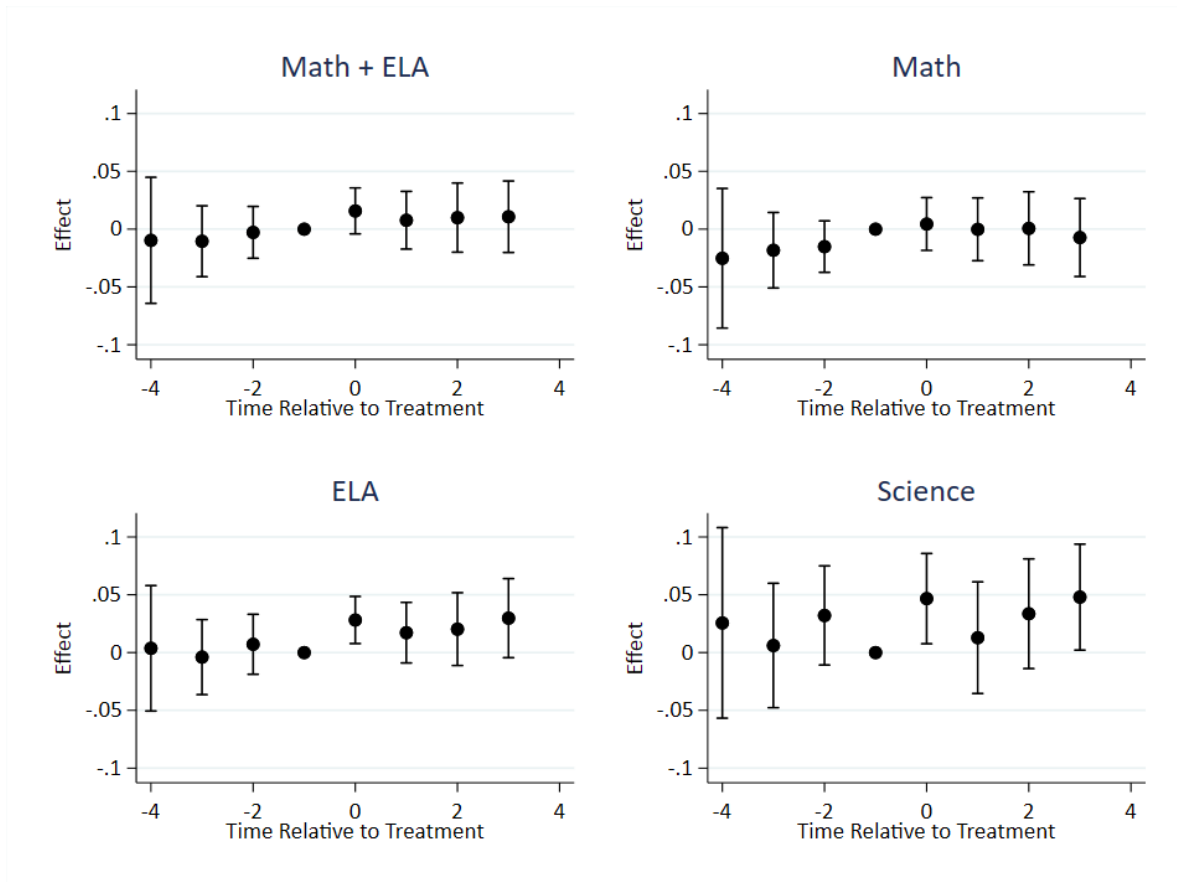 Math + ELA
Math
.1
.05
0
-.05
-.1
Effect
-4 -2 0 2 4
Time Relative to Treatment
.1
.05
0
-.05
-.1
Effect
-4 -2 0 2 4
Time Relative to Treatment
ELA
Science
.1
.05
0
-.05
-.1
Effect
-4 -2 0 2 4
Time Relative to Treatment
.1
.05
0
-.05
-.1
Effect
-4 -2 0 2 4
Time Relative to Treatment